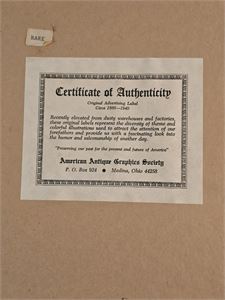 RARE
Certificate of Authenticity
Original Advertising Label
Circa 1880-1940
Recently elevated from dusty warehouses and factories,
these original labels represent the diversity of theme and
colorful illustrations used to attract the attention of our
forefathers and provide us with a fascinating look into
the humor and salesmanship of another day.
"Preserving our past for the present and future of America"
American Antique Graphics Society
P. O. Box 924 ● Medina, Ohio 44258